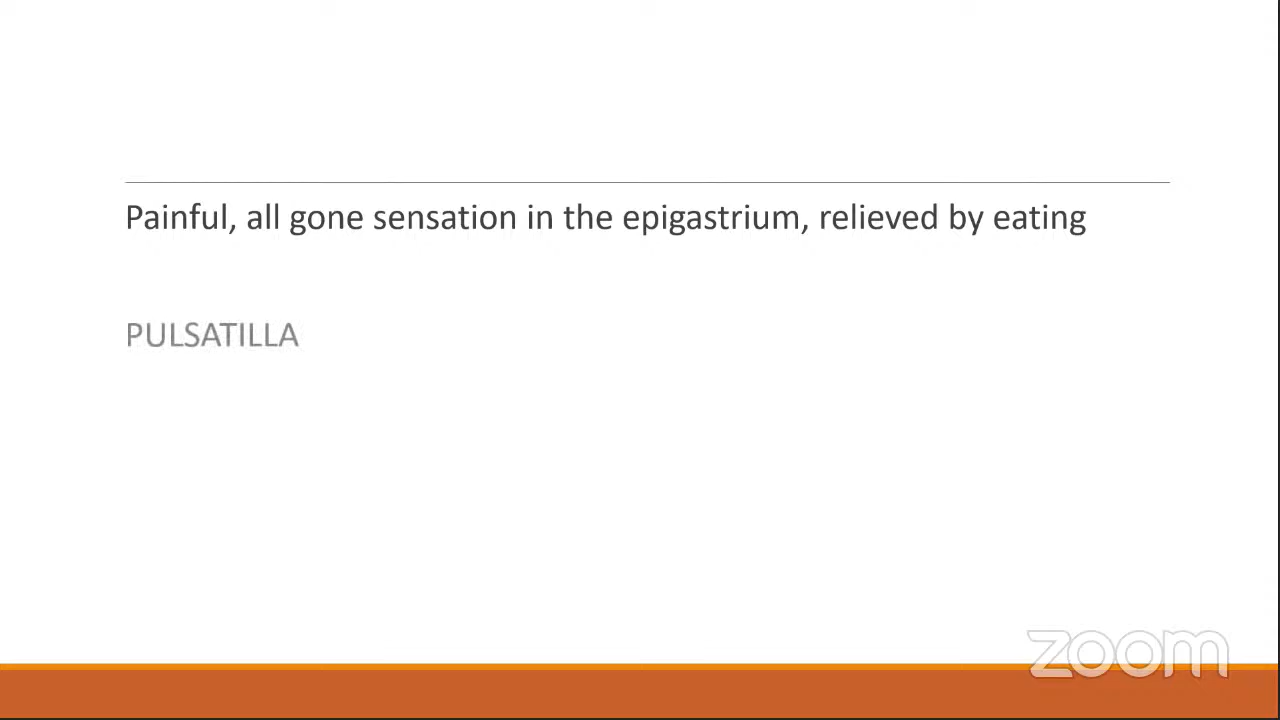 Painful, all gone sensation in the epigastrium, relieved by eating
PULSATILLA
zoom